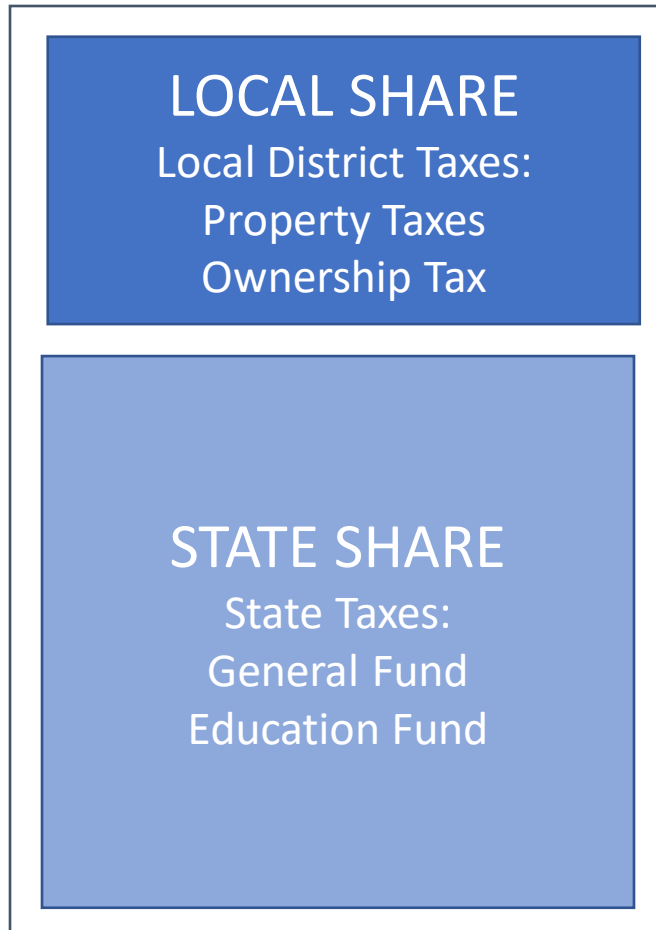 LOCAL SHARE
Local District Taxes:
Property Taxes
Ownership Tax
STATE SHARE
State Taxes:
General Fund
Education Fund